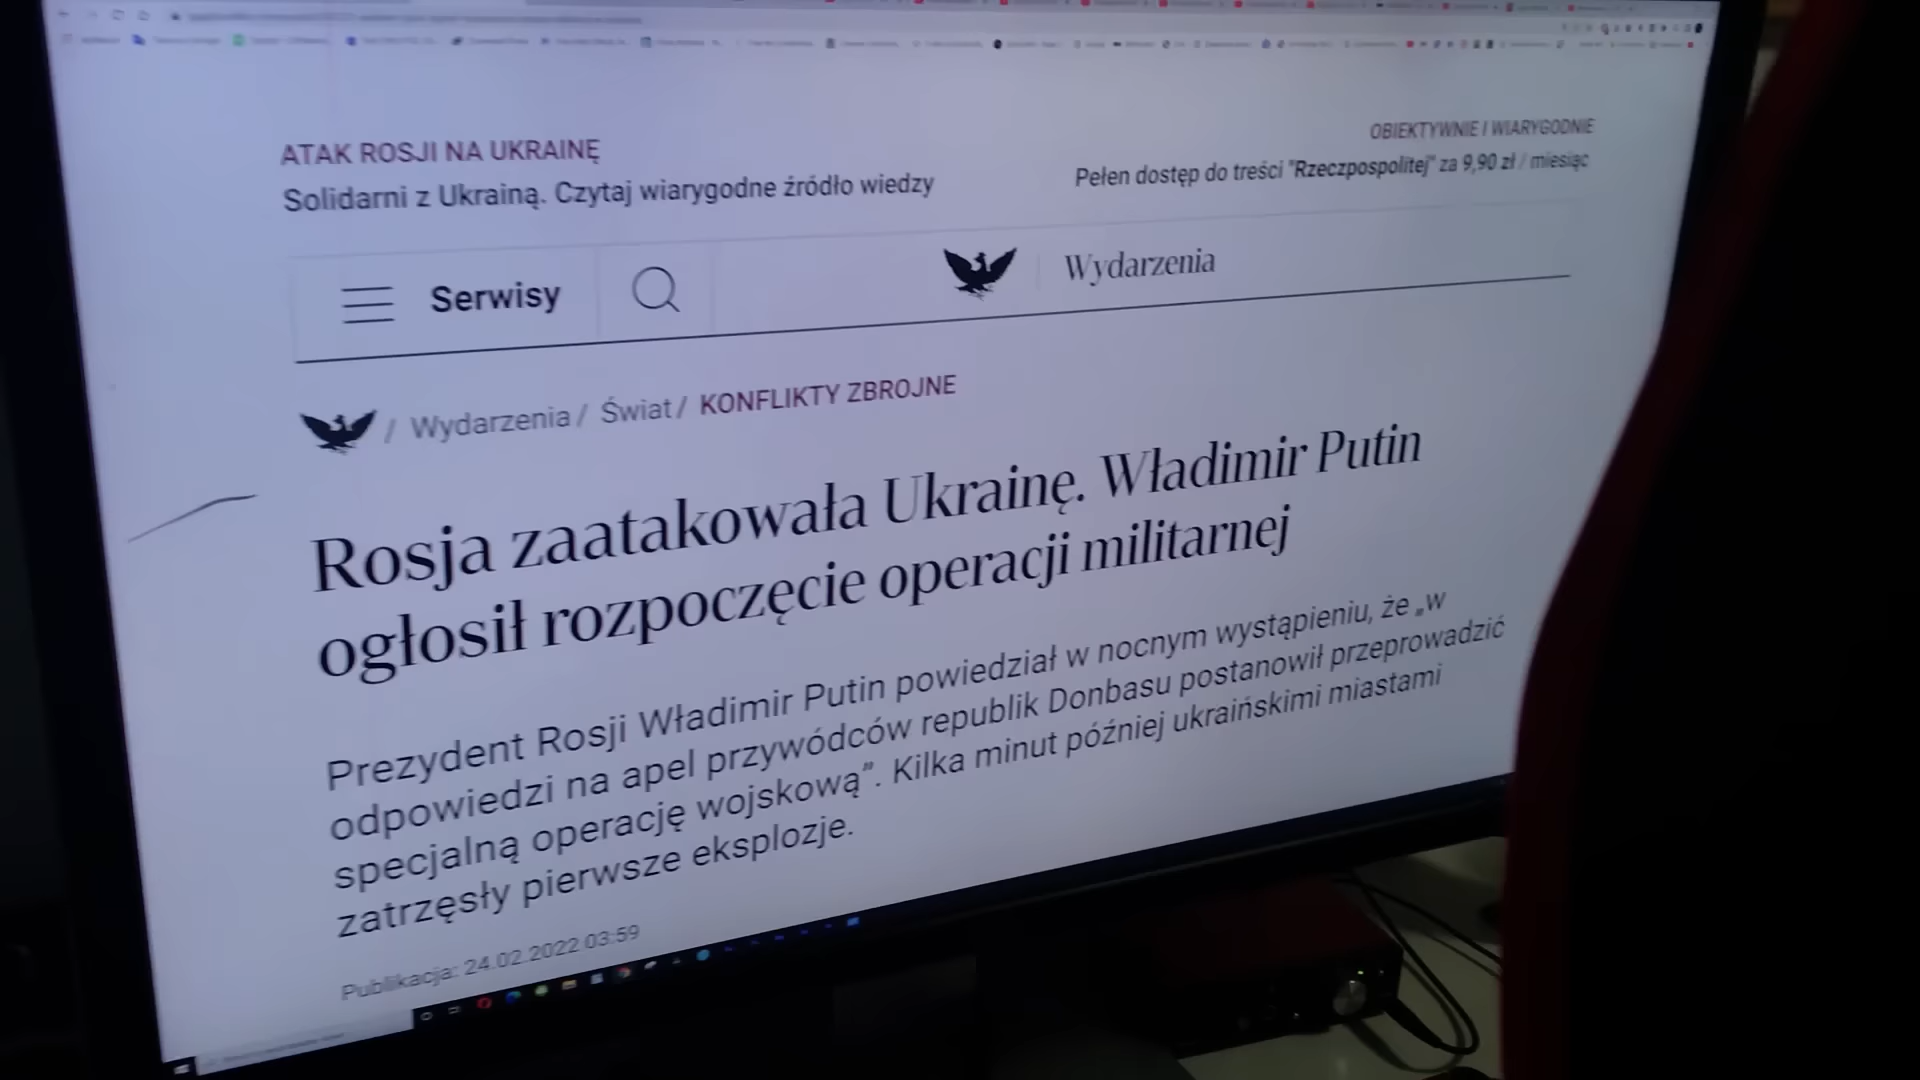 ATAK ROSJI NA UKRAINĘ
Solidarni z Ukrainą. Czytaj wiarygodne źródło wiedzy
OBIEKTYWNIE I WIARYGODNIE
Pełen dostęp do treści "Rzeczpospolitej" za 9,90 zł / miesiąc
Serwisy
Wydarzenia
/ Wydarzenia / Świat / KONFLIKTY ZBROJNE
Rosja zaatakowała Ukrainę. Władimir Putin
ogłosił rozpoczęcie operacji militarnej
Prezydent Rosji Władimir Putin powiedział w nocnym wystąpieniu, że „w
odpowiedzi na apel przywódców republik Donbasu postanowił przeprowadzić
specjalną operację wojskową”. Kilka minut później ukraińskimi miastami
zatrzęsły pierwsze eksplozje.
Publikacja: 24.02.2022 03:59